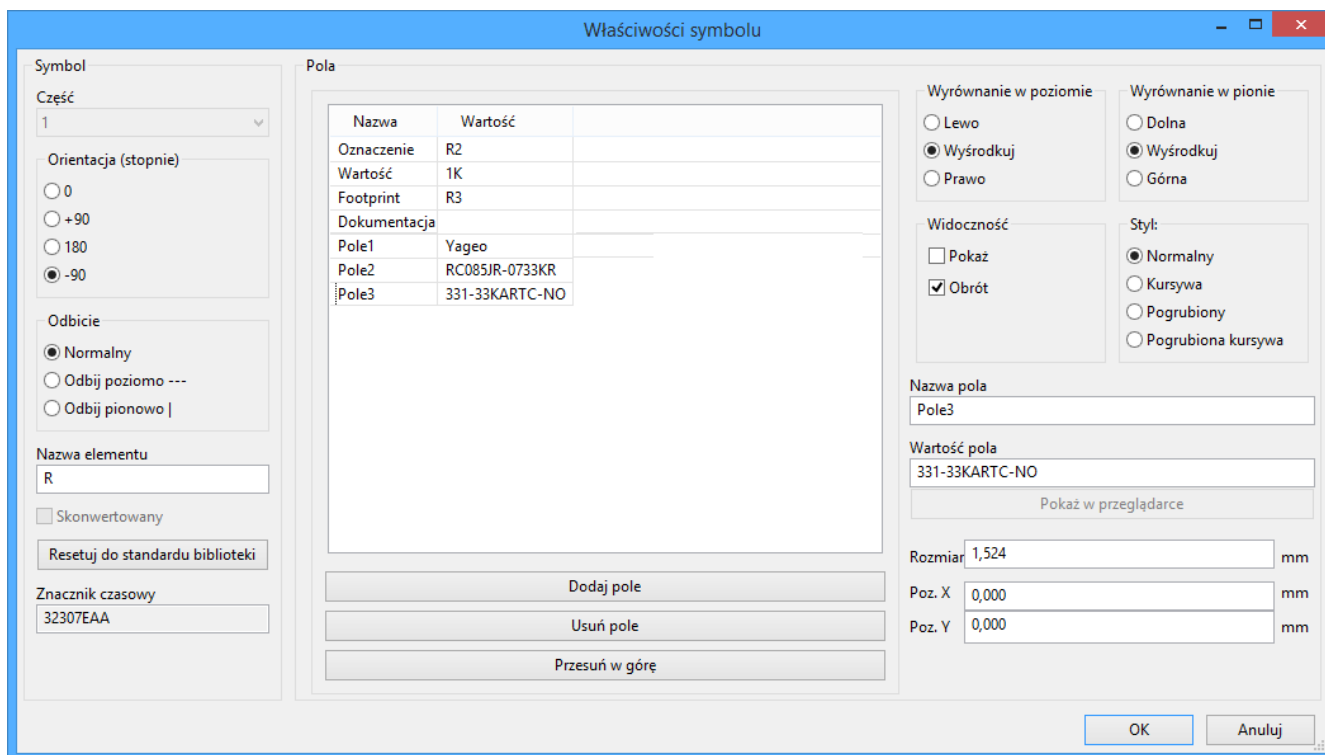 Właściwości symbolu
Symbol
Część
1
Orientacja (stopnie)
0
+90
180
-90
Odbicie
Normalny
Odbij poziomo ---
Odbij pionowo |
Nazwa elementu
R
Skonwertowany
Resetuj do standardu biblioteki
Znacznik czasowy
32307EAA
Pola
Nazwa Wartość
Oznaczenie R2
Wartość 1K
Footprint R3
Dokumentacja
Pole1 Yageo
Pole2 RC085JR-0733KR
Pole3 331-33KARTC-NO
Dodaj pole
Usuń pole
Przesuń w górę
Wyrównanie w poziomie
Lewo
Wyśrodkuj
Prawo
Wyrównanie w pionie
Dolna
Wyśrodkuj
Górna
Widoczność
Pokaż
Obrót
Styl:
Normalny
Kursywa
Pogrubiony
Pogrubiona kursywa
Nazwa pola
Pole3
Wartość pola
331-33KARTC-NO
Pokaż w przeglądarce
Rozmiar 1,524 mm
Poz. X 0,000 mm
Poz. Y 0,000 mm
OK Anuluj